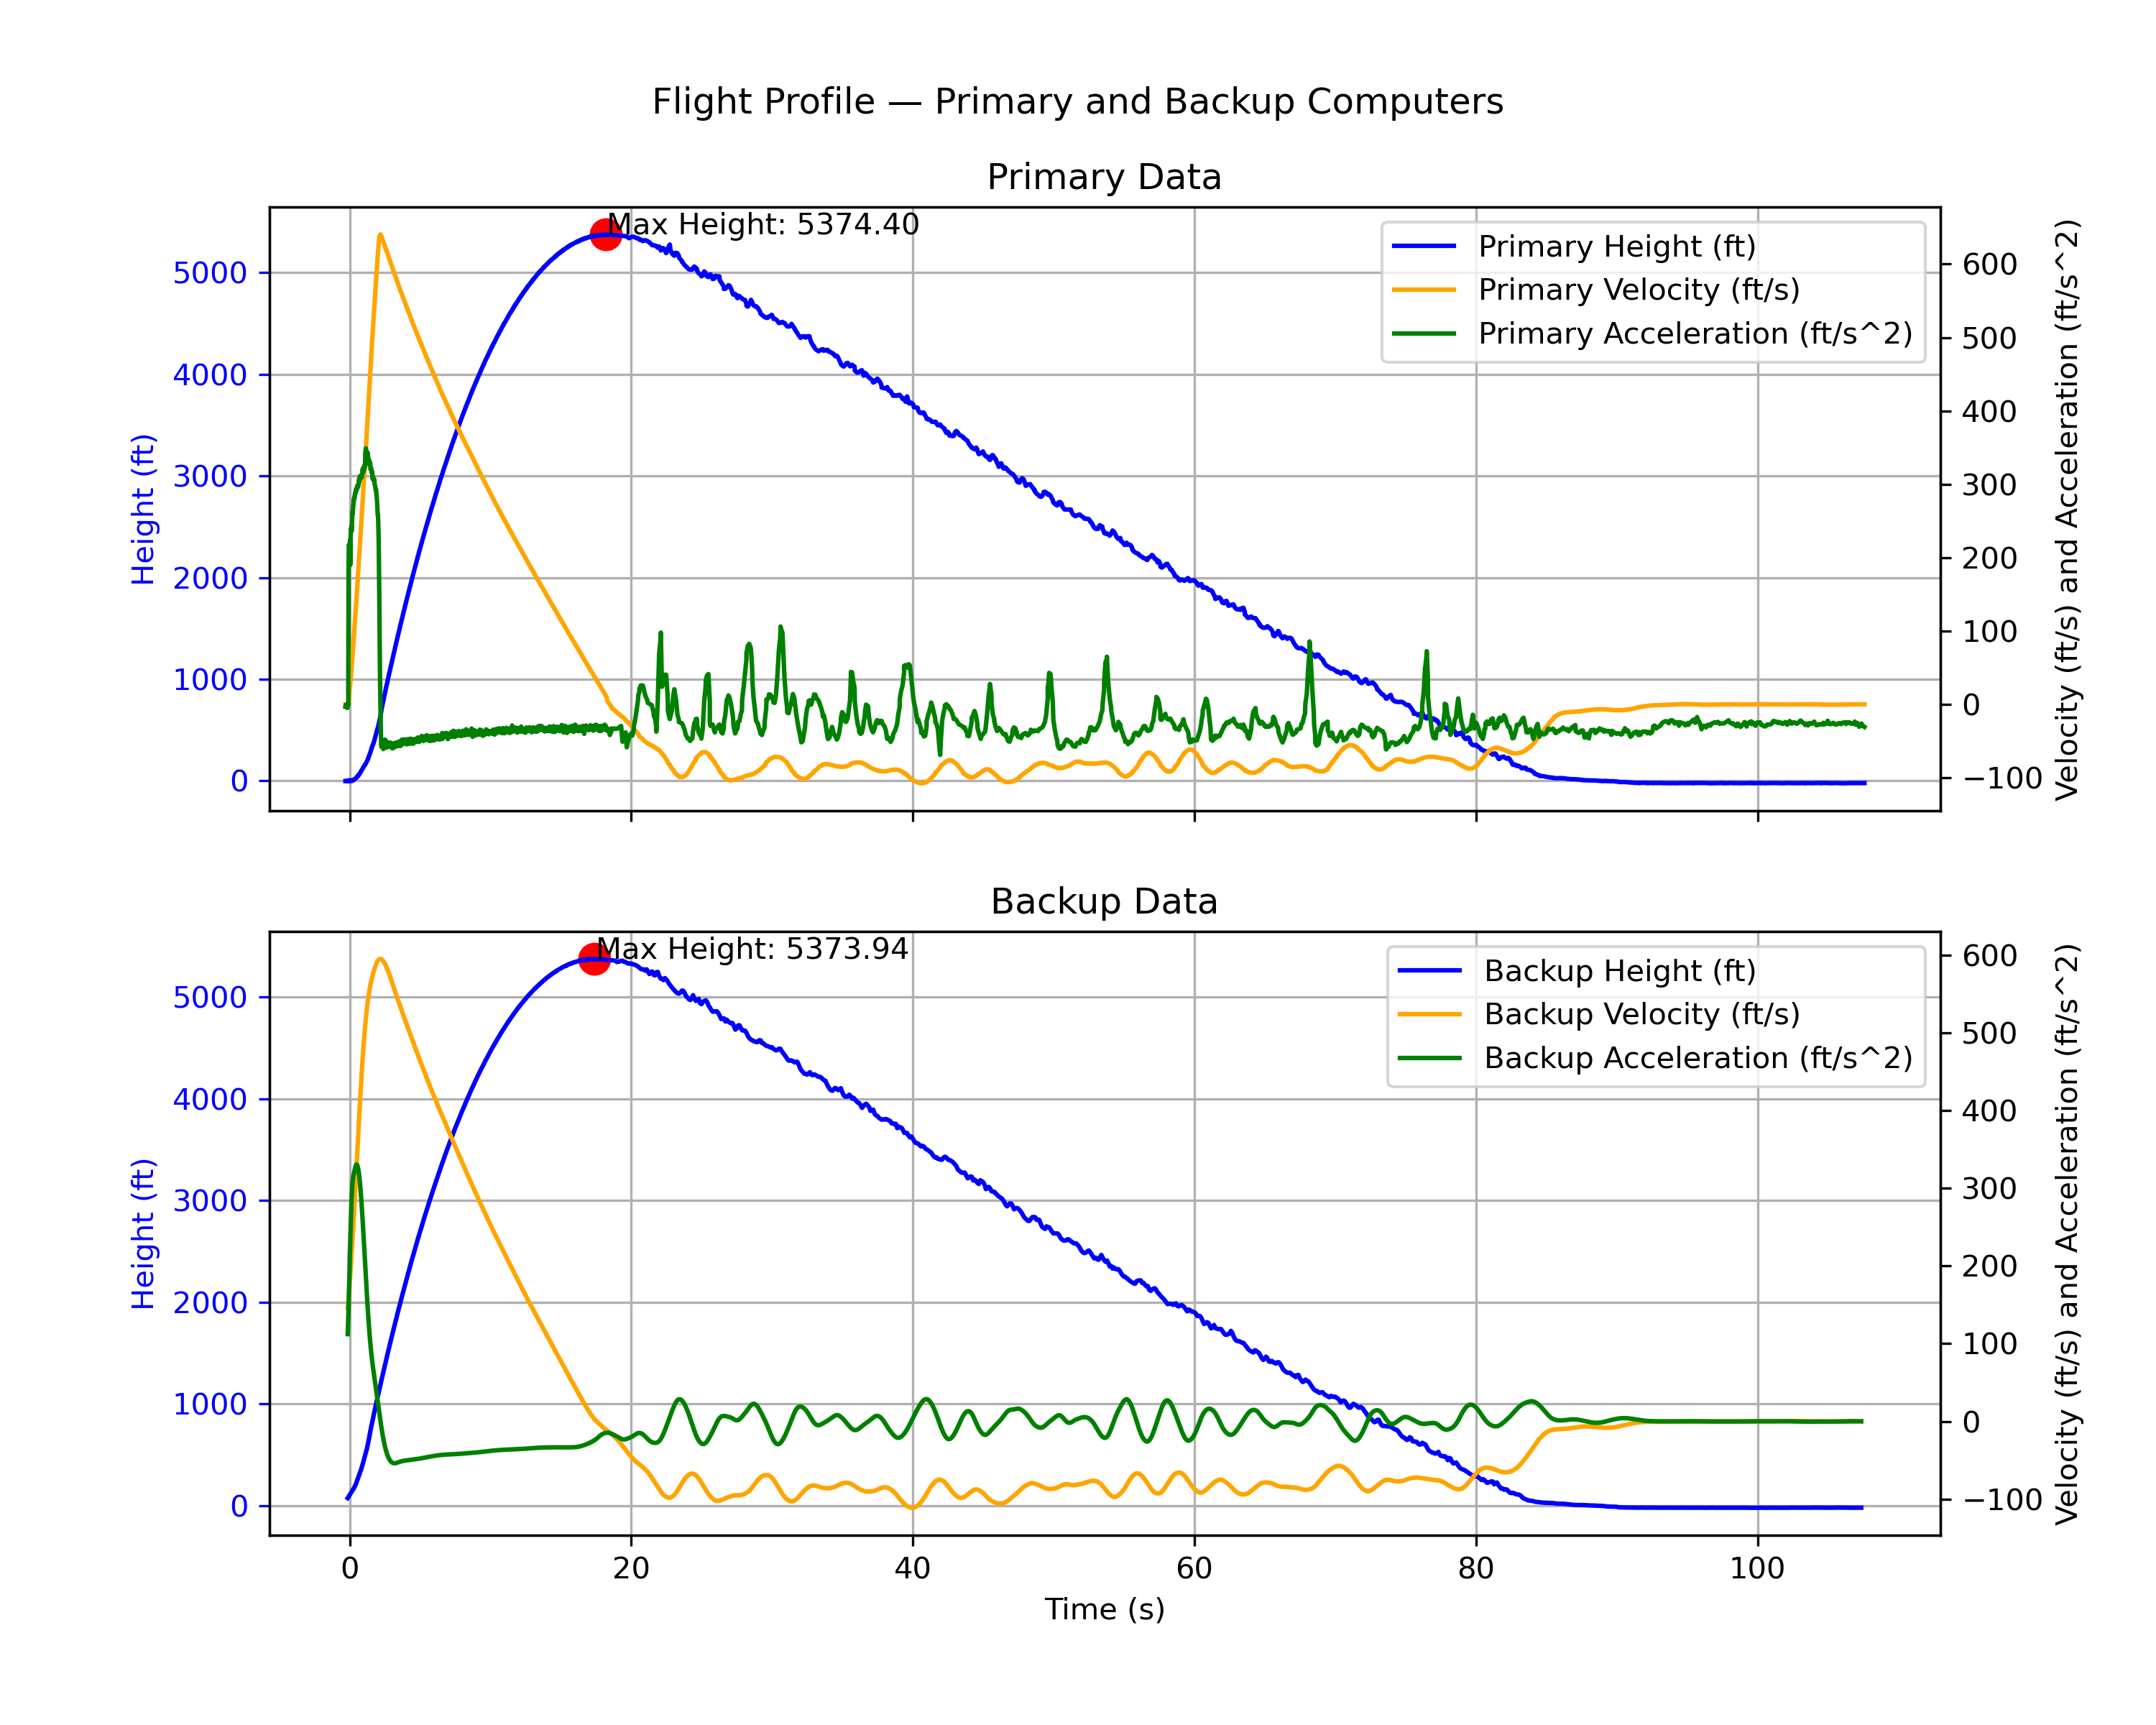 Flight Profile — Primary and Backup Computers
Primary Data
Max Height: 5374.40
Primary Height (ft)
Primary Velocity (ft/s)
Primary Acceleration (ft/s^2)
Height (ft)
5000
4000
3000
2000
1000
0
600
500
400
300
200
100
0
−100
Velocity (ft/s) and Acceleration (ft/s^2)
Backup Data
Max Height: 5373.94
Backup Height (ft)
Backup Velocity (ft/s)
Backup Acceleration (ft/s^2)
Height (ft)
5000
4000
3000
2000
1000
0
600
500
400
300
200
100
0
−100
Velocity (ft/s) and Acceleration (ft/s^2)
0 20 40 60 80 100
Time (s)